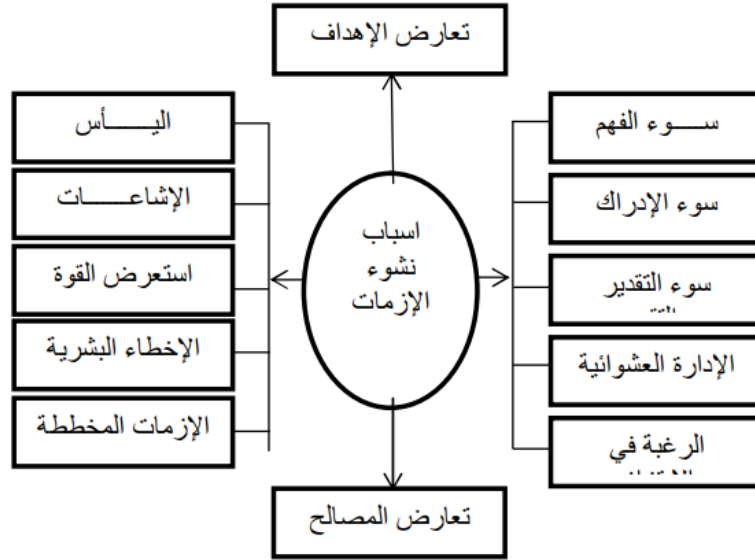 تعارض الإهداف
ســـوء الفهم
سوء الإدراك
سوء التقدير
الإدارة العشوائية
الرغبة في
اسباب
نشوء
الإزمات
اليـــــأس
الإشاعـــــات
استعرض القوة
الإخطاء البشرية
الإزمات المخططة
تعارض المصالح